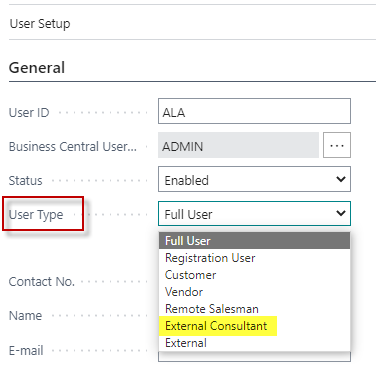 User Setup
General
User ID ALA
Business Central User... ADMIN ...
Status Enabled
User Type Full User
Full User
Registration User
Customer
Contact No.
Vendor
Remote Salesman
Name
External Consultant
External
E-mail